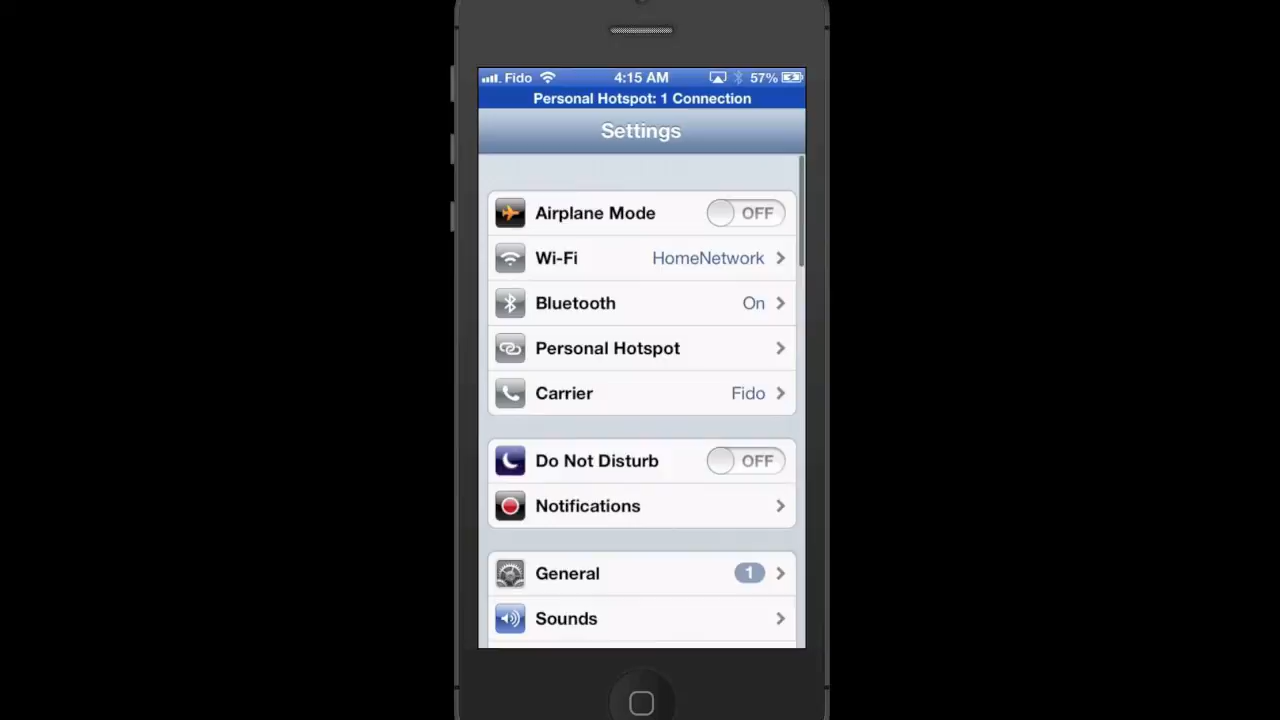 Fido 4:15 AM 57%
Personal Hotspot: 1 Connection
Settings
Airplane Mode OFF
Wi-Fi HomeNetwork
Bluetooth On
Personal Hotspot
Carrier Fido
Do Not Disturb OFF
Notifications
General 1
Sounds